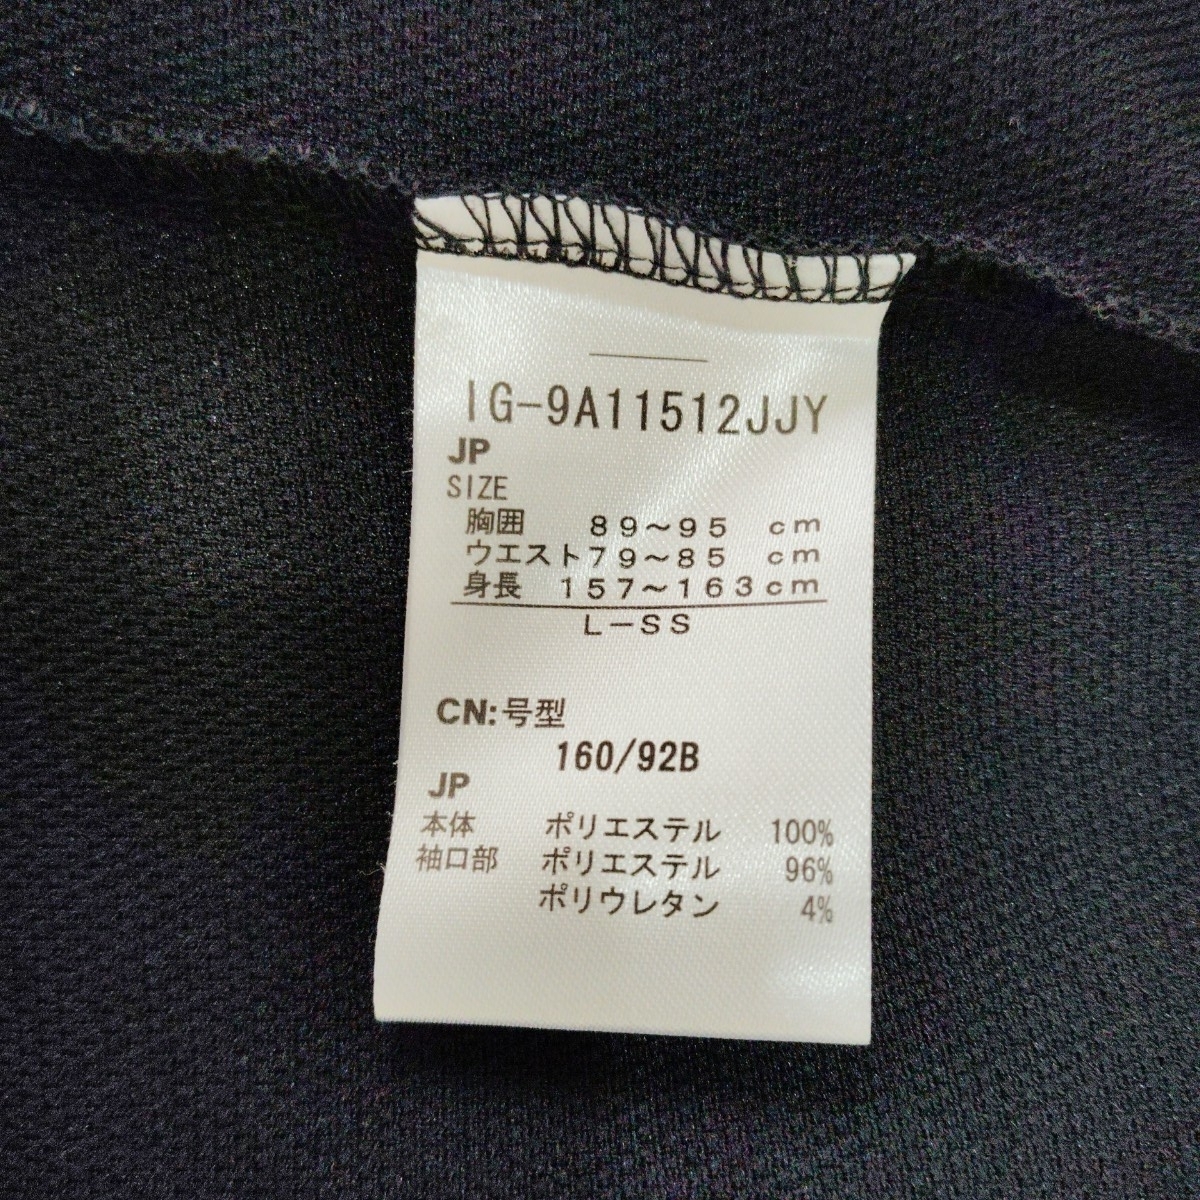 IG-9A11512JJY
JP
SIZE
胸囲 89～95 cm
ウエスト79～85 cm
身長 157～163cm
L－SS
CN:号型
160/92B
JP
本体 ポリエステル 100%
袖口部 ポリエステル 96%
ポリウレタン 4%